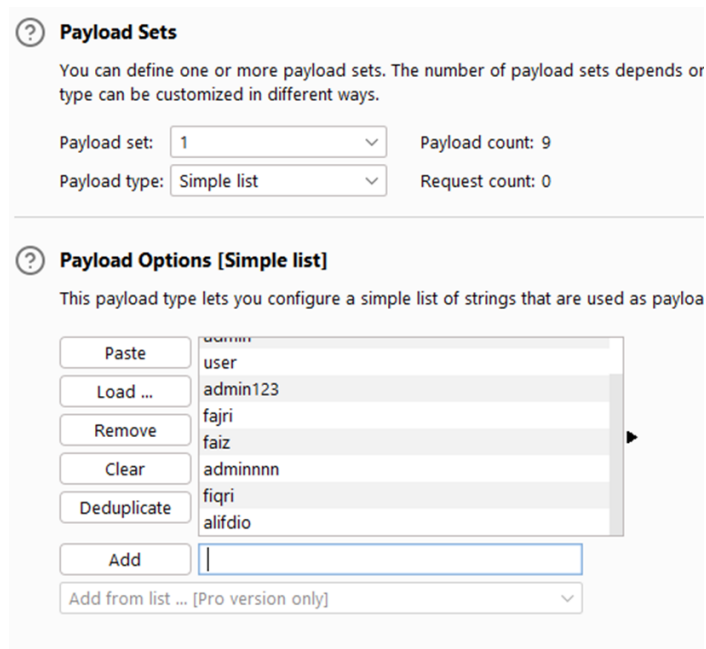 Payload Sets
You can define one or more payload sets. The number of payload sets depends or
type can be customized in different ways.
Payload set: 1 Payload count: 9
Payload type: Simple list Request count: 0
Payload Options [Simple list]
This payload type lets you configure a simple list of strings that are used as payloa
Paste
Load ...
Remove
Clear
Deduplicate
admin
user
admin123
fajri
faiz
adminnnn
fiqri
alifdio
Add
Add from list ... [Pro version only]